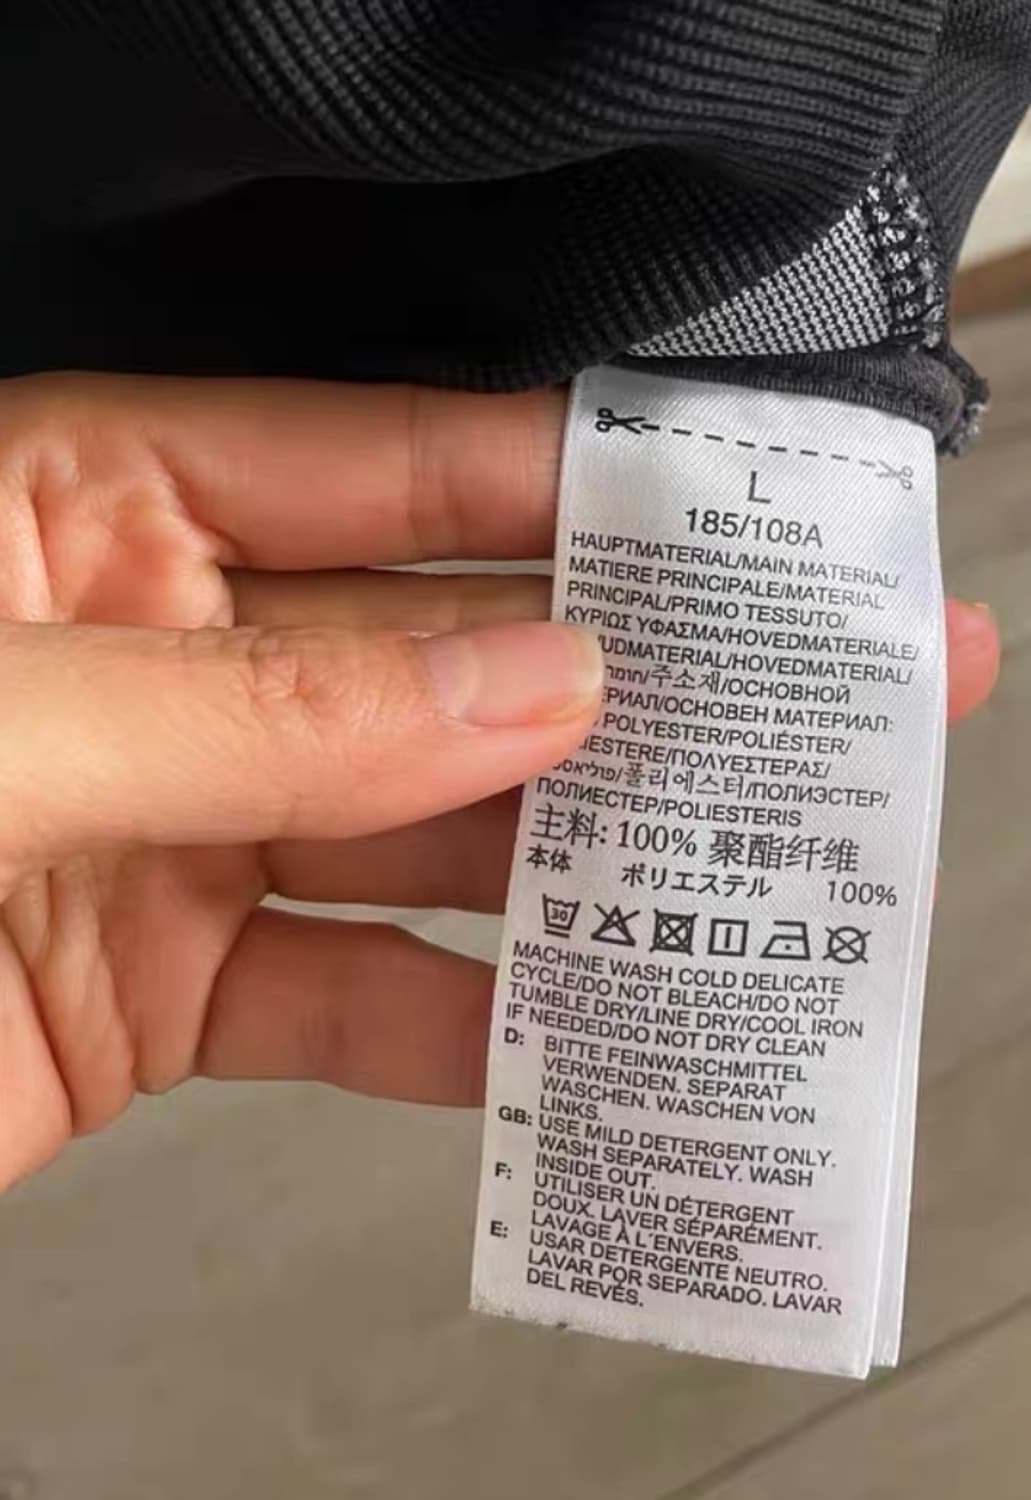 L
185/108A
HAUPTMATERIAL/MAIN MATERIAL/
MATIERE PRINCIPALE/MATERIAL
PRINCIPAL/PRIMO TESSUTO/
ΚΥΡΙΩΣ ΥΦΑΣΜΑ/HOVEDMATERIALE/
UDMATERIAL/HOVEDMATERIAL/
주소재/ОСНОВНОЙ
РИАЛ/ОСНОВЕН МАТЕРИАЛ:
POLYESTER/POLIÉSTER/
IESTERE/ΠΟΛΥΕΣΤΕΡΑΣ/
폴리에스터/ПОЛИЭСТЕР/
ПОЛИЕСТЕР/POLIESTERIS
主料: 100% 聚酯纤维
本体 ポリエステル 100%
30
MACHINE WASH COLD DELICATE
CYCLE/DO NOT BLEACH/DO NOT
TUMBLE DRY/LINE DRY/COOL IRON
IF NEEDED/DO NOT DRY CLEAN
D: BITTE FEINWASCHMITTEL
VERWENDEN. SEPARAT
WASCHEN. WASCHEN VON
LINKS.
GB: USE MILD DETERGENT ONLY.
WASH SEPARATELY. WASH
INSIDE OUT.
F: UTILISER UN DÉTERGENT
DOUX. LAVER SÉPARÉMENT.
LAVAGE À L´ENVERS.
E: USAR DETERGENTE NEUTRO.
LAVAR POR SEPARADO. LAVAR
DEL REVÉS.